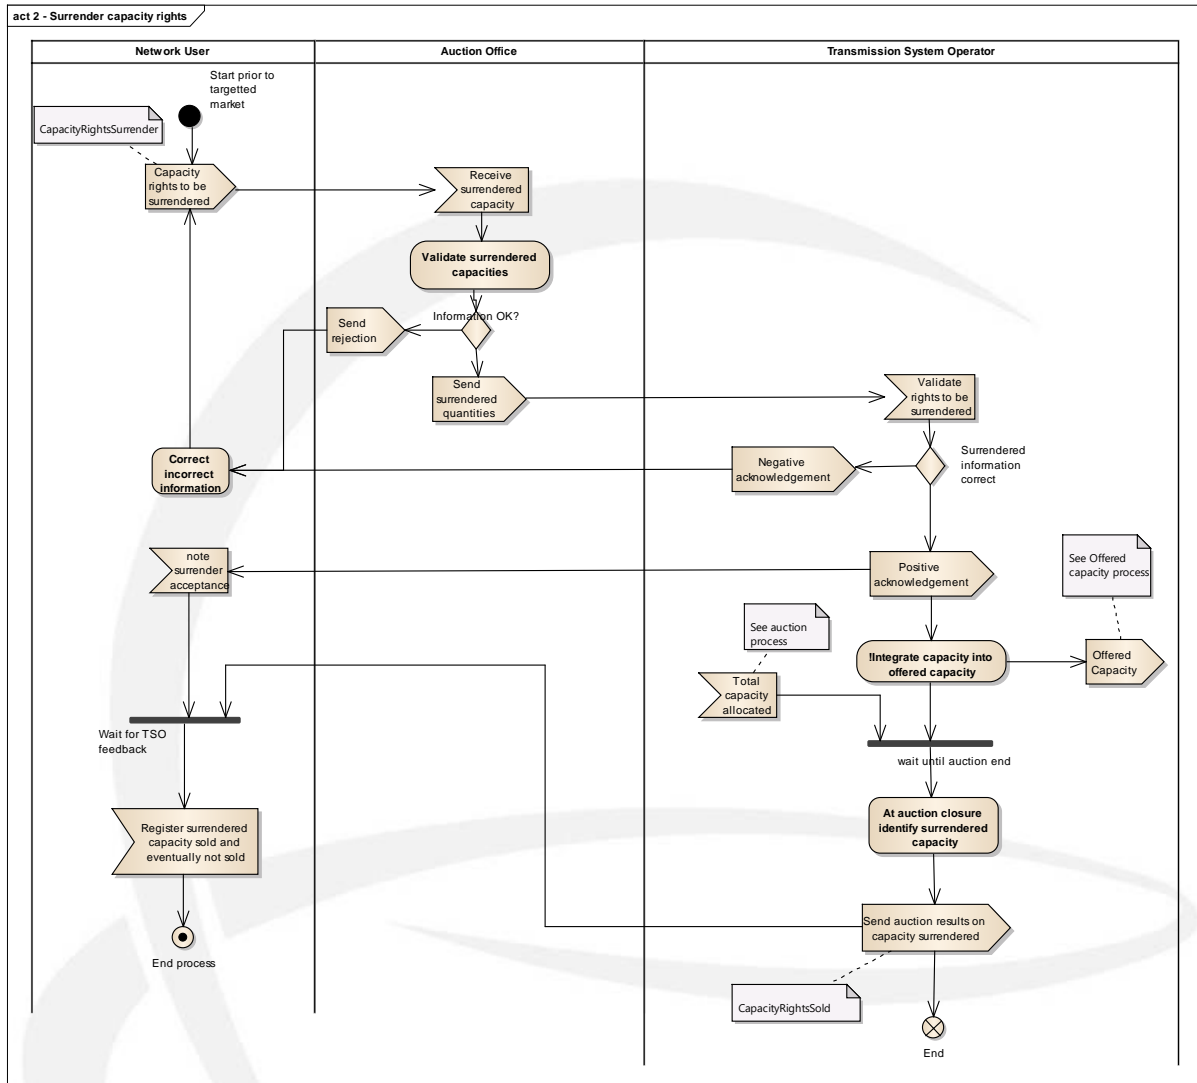 act 2 - Surrender capacity rights
Network User
Auction Office
Transmission System Operator
Start prior to
targetted
market
CapacityRightsSurrender
Capacity
rights to be
surrendered
Receive
surrendered
capacity
Validate surrendered
capacities
Information OK?
Send
rejection
Send
surrendered
quantities
Validate
rights to be
surrendered
Surrendered
information
correct
Negative
acknowledgement
Correct
incorrect
information
note
surrender
acceptance
Positive
acknowledgement
See Offered
capacity process
See auction
process
!Integrate capacity into
offered capacity
Offered
Capacity
Total
capacity
allocated
Wait for TSO
feedback
wait until auction end
Register surrendered
capacity sold and
eventually not sold
At auction closure
identify surrendered
capacity
Send auction results on
capacity surrendered
End process
CapacityRightsSold
End